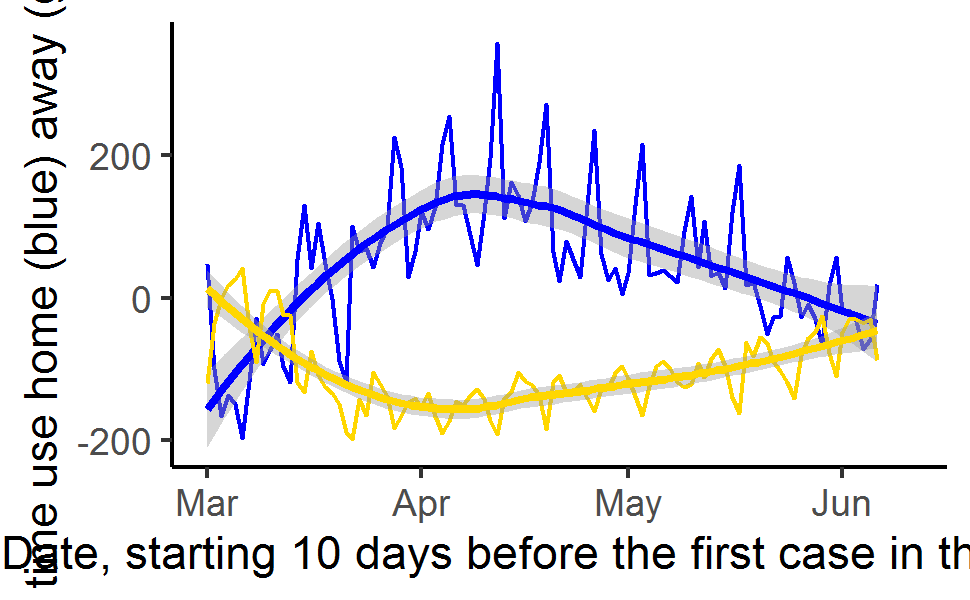 time use home (blue) away (
200
0
-200
Mar Apr May Jun
Date, starting 10 days before the first case in th